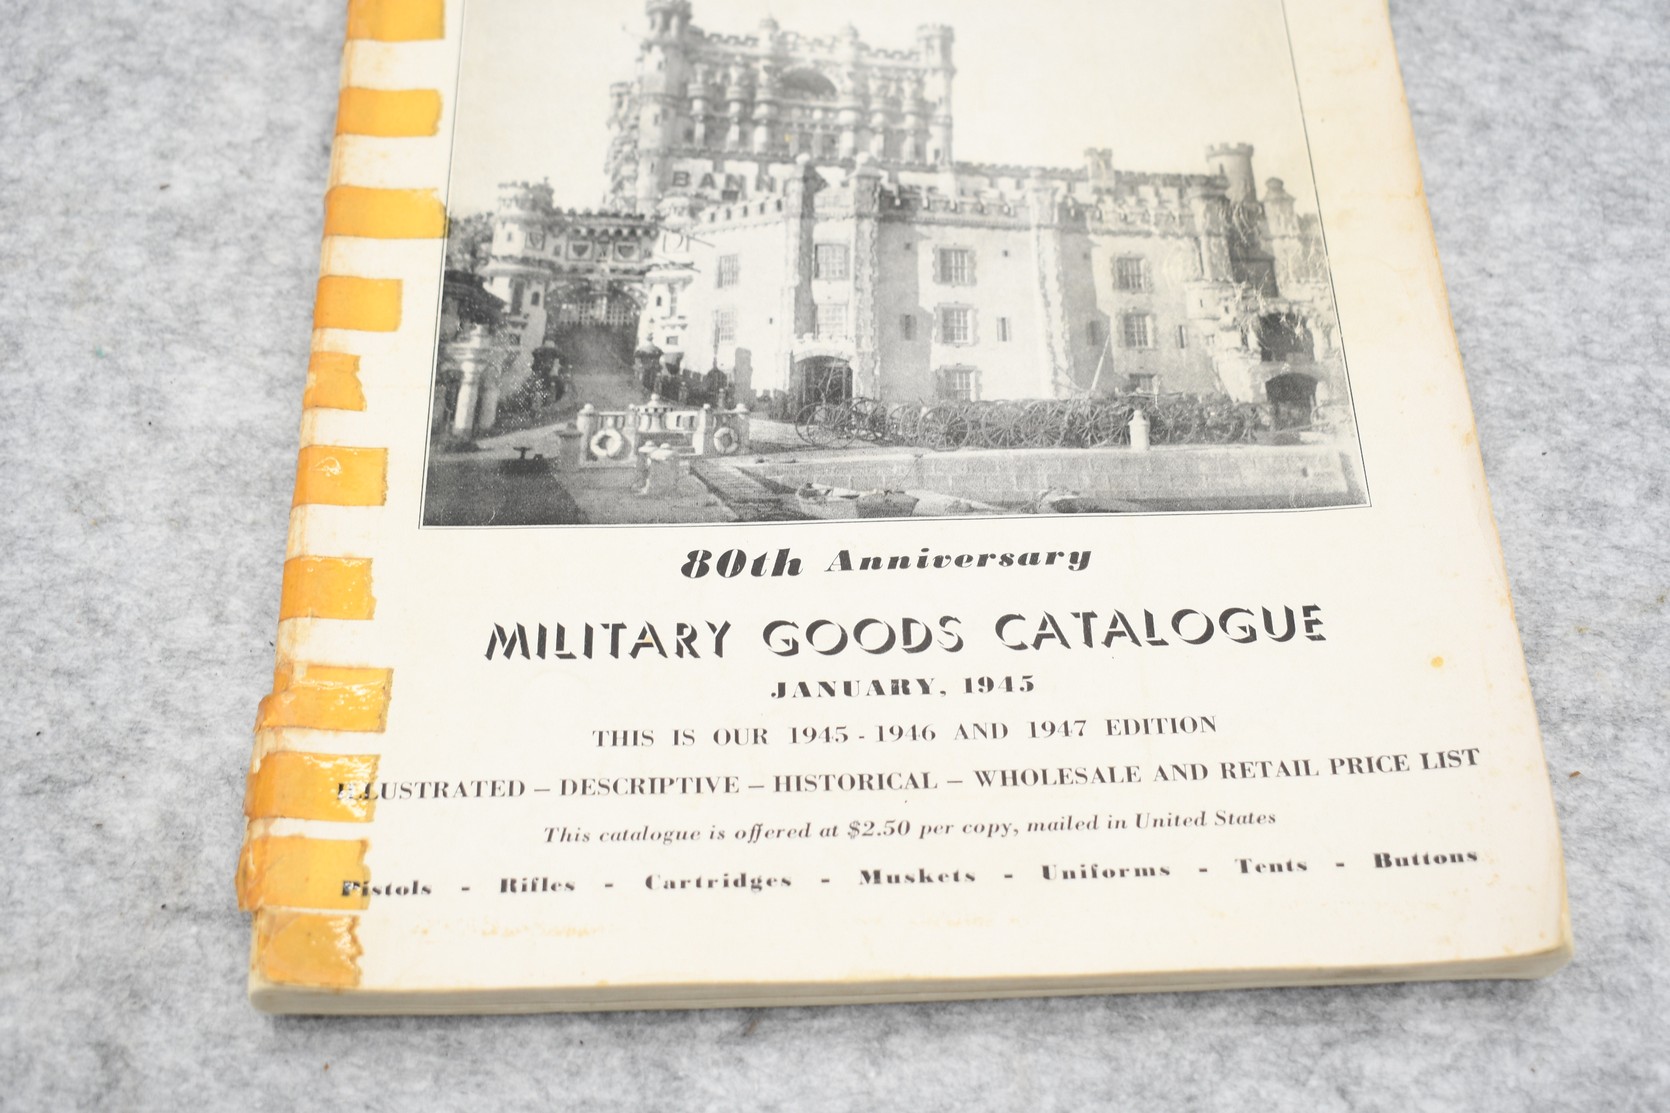 BANN
80th Anniversary
MILITARY GOODS CATALOGUE
JANUARY, 1945
THIS IS OUR 1945 - 1946 AND 1947 EDITION
ILLUSTRATED – DESCRIPTIVE – HISTORICAL – WHOLESALE AND RETAIL PRICE LIST
This catalogue is offered at $2.50 per copy, mailed in United States
Pistols - Rifles - Cartridges - Muskets - Uniforms - Tents - Buttons